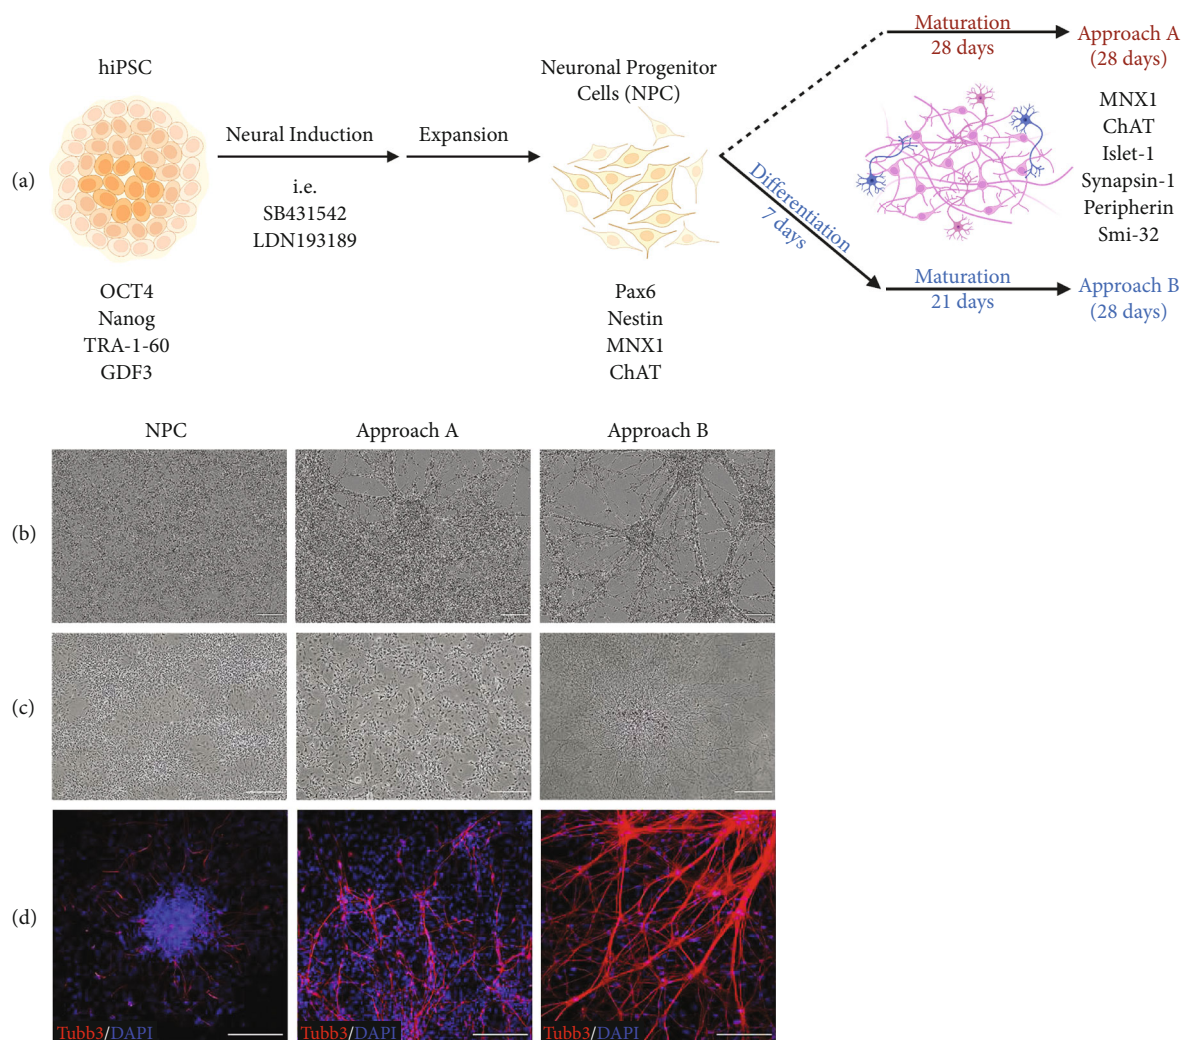 Maturation
28 days
Approach A
(28 days)
hiPSC
Neuronal Progenitor
Cells (NPC)
Neural Induction
Expansion
i.e.
SB431542
LDN193189
(a)
Differentiation
7 days
MNX1
ChAT
Islet-1
Synapsin-1
Peripherin
Smi-32
Maturation
21 days
Approach B
(28 days)
OCT4
Nanog
TRA-1-60
GDF3
Pax6
Nestin
MNX1
ChAT
NPC
Approach A
Approach B
(b)
(c)
(d)
Tubb3/DAPI
Tubb3/DAPI
Tubb3/DAPI